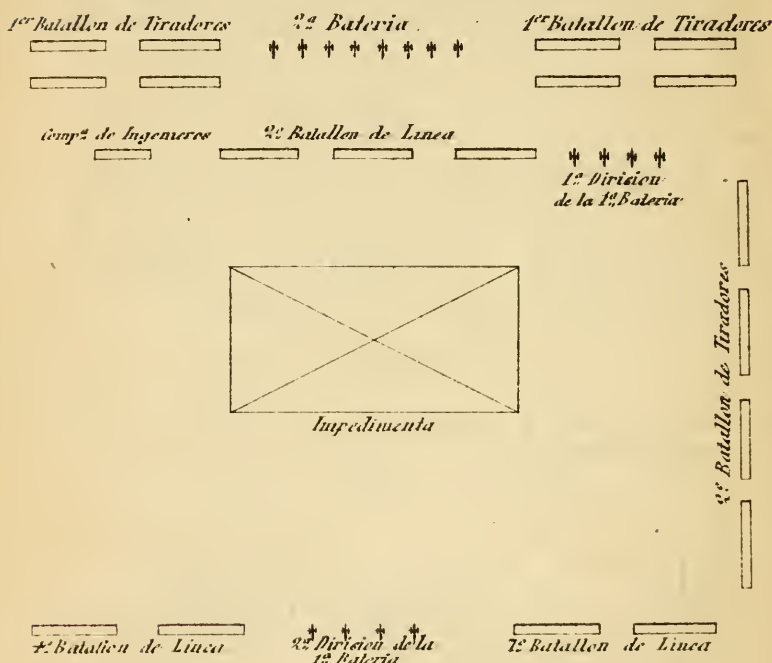 1er Batallon de Tiradores
2ª Bateria
1er Batallon de Tiradores
Compª de Ingenieros
2º Batallon de Linea
1ª Division
de la 1ª Bateria
2º Batallon de Tiradores
Impedimenta
4º Batallon de Linea
2ª Division de la
1ª Bateria
7º Batallon de Linea